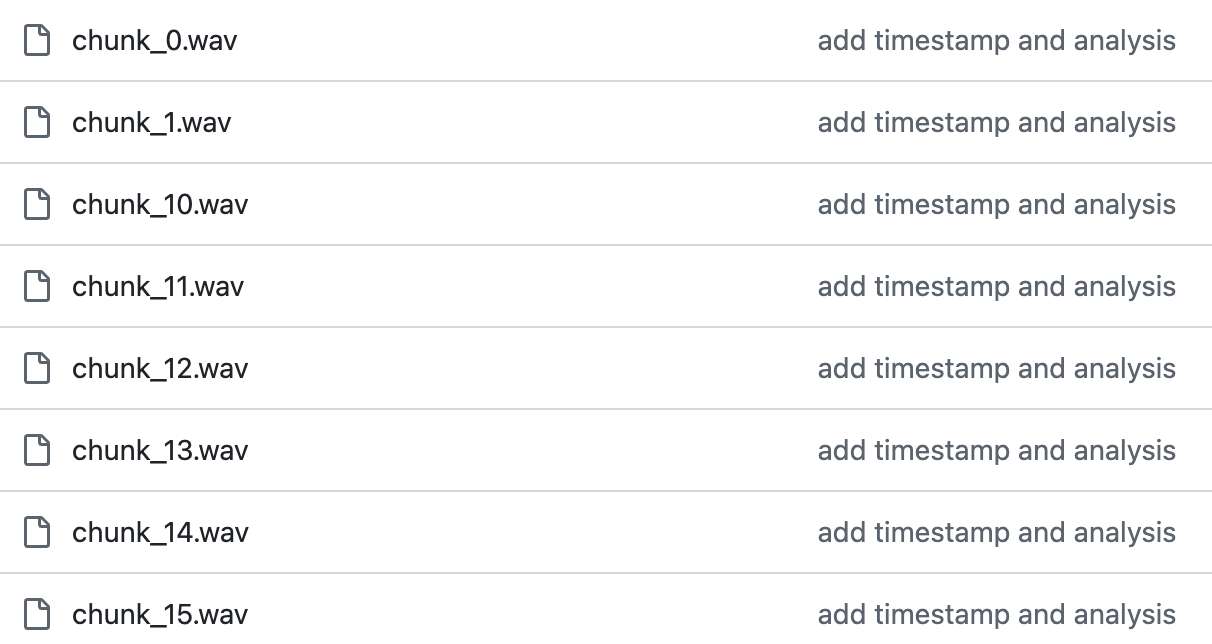 chunk_0.wav add timestamp and analysis
chunk_1.wav add timestamp and analysis
chunk_10.wav add timestamp and analysis
chunk_11.wav add timestamp and analysis
chunk_12.wav add timestamp and analysis
chunk_13.wav add timestamp and analysis
chunk_14.wav add timestamp and analysis
chunk_15.wav add timestamp and analysis